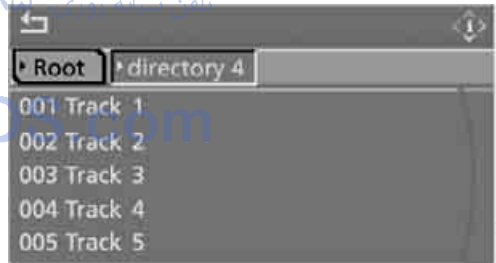 Root directory 4
001 Track 1
002 Track 2
003 Track 3
004 Track 4
005 Track 5